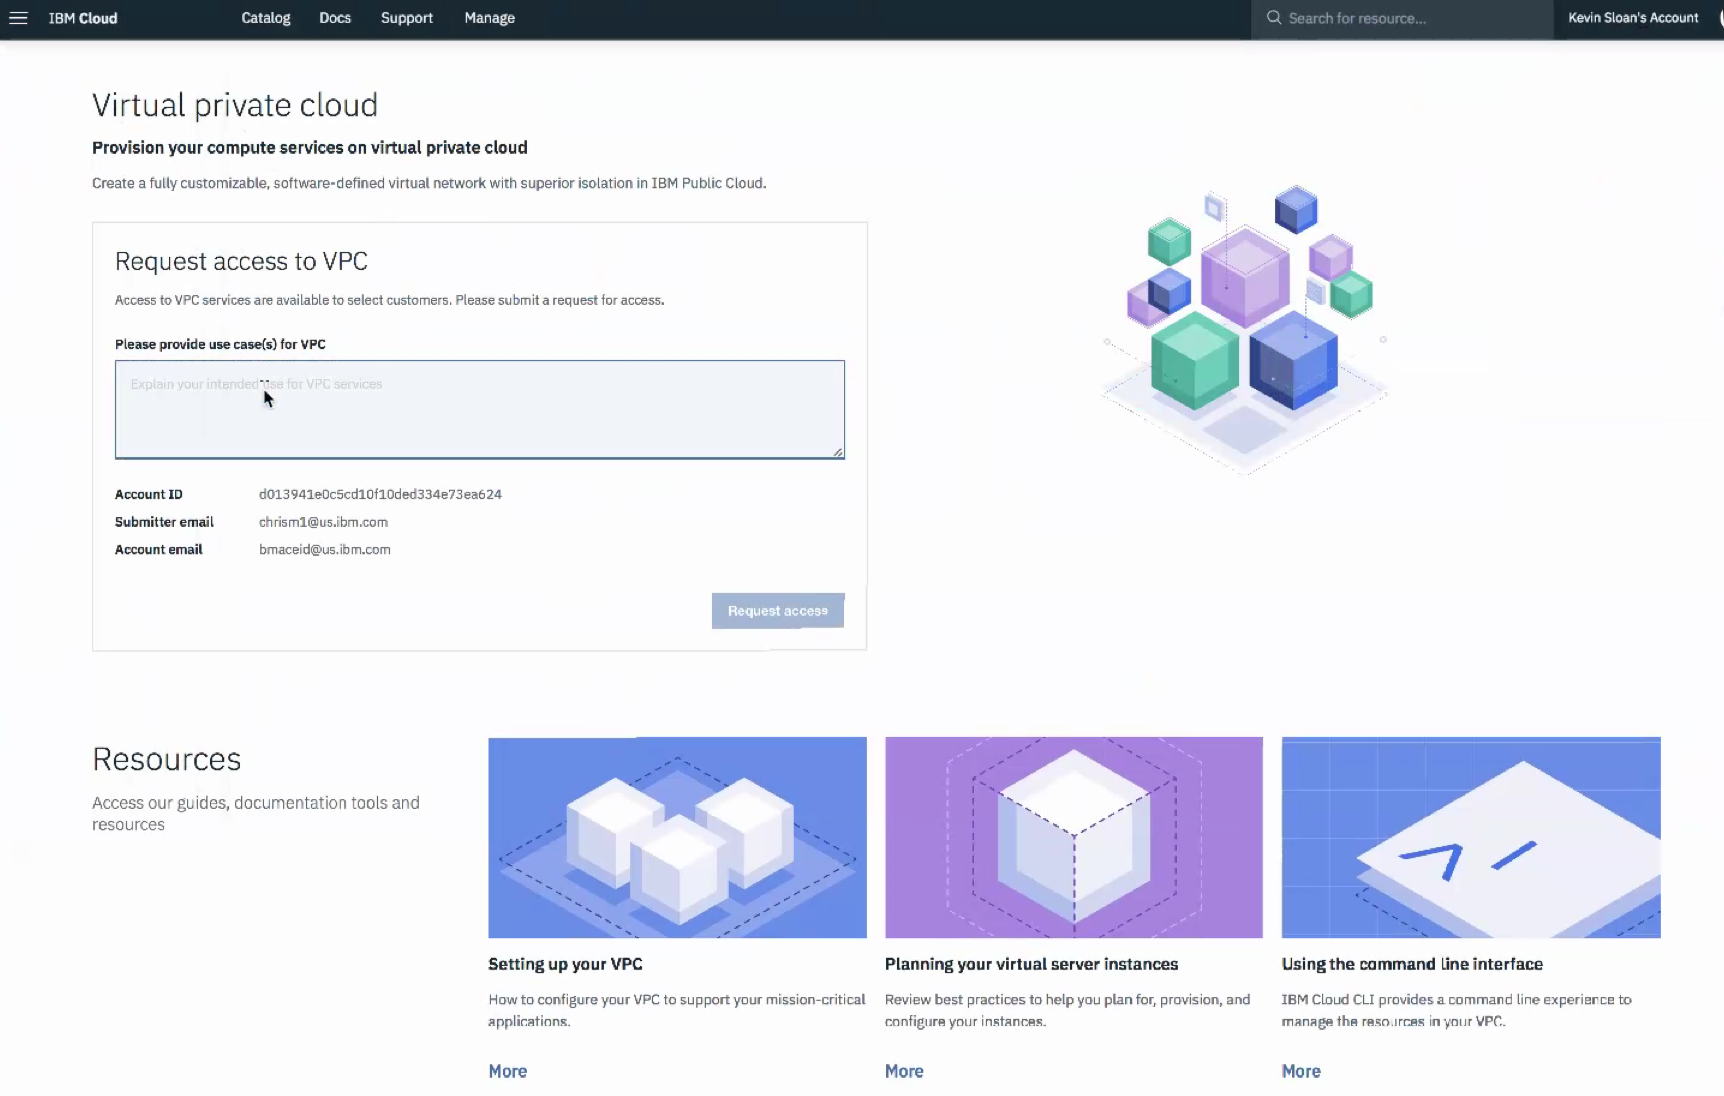 IBM Cloud
Catalog
Docs
Support
Manage
Search for resource...
Kevin Sloan's Account
Virtual private cloud
Provision your compute services on virtual private cloud
Create a fully customizable, software-defined virtual network with superior isolation in IBM Public Cloud.
Request access to VPC
Access to VPC services are available to select customers. Please submit a request for access.
Please provide use case(s) for VPC
Explain your intended use for VPC services
Account ID d013941e0c5cd10f10ded334e73ea624
Submitter email chrism1@us.ibm.com
Account email bmaceid@us.ibm.com
Request access
Resources
Access our guides, documentation tools and
resources
Setting up your VPC
How to configure your VPC to support your mission-critical
applications.
More
Planning your virtual server instances
Review best practices to help you plan for, provision, and
configure your instances.
More
Using the command line interface
IBM Cloud CLI provides a command line experience to
manage the resources in your VPC.
More